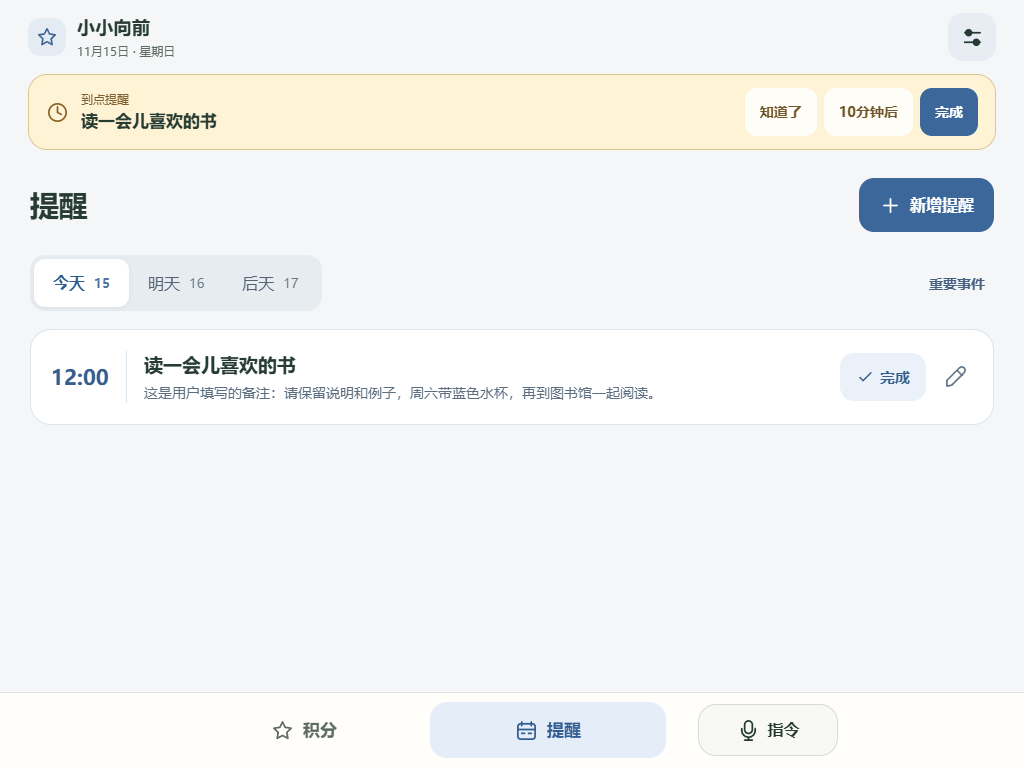 小小向前
11月15日 · 星期日
到点提醒
读一会儿喜欢的书
知道了
10分钟后
完成
提醒
新增提醒
今天 15
明天 16
后天 17
重要事件
12:00
读一会儿喜欢的书
这是用户填写的备注：请保留说明和例子，周六带蓝色水杯，再到图书馆一起阅读。
完成
积分
提醒
指令